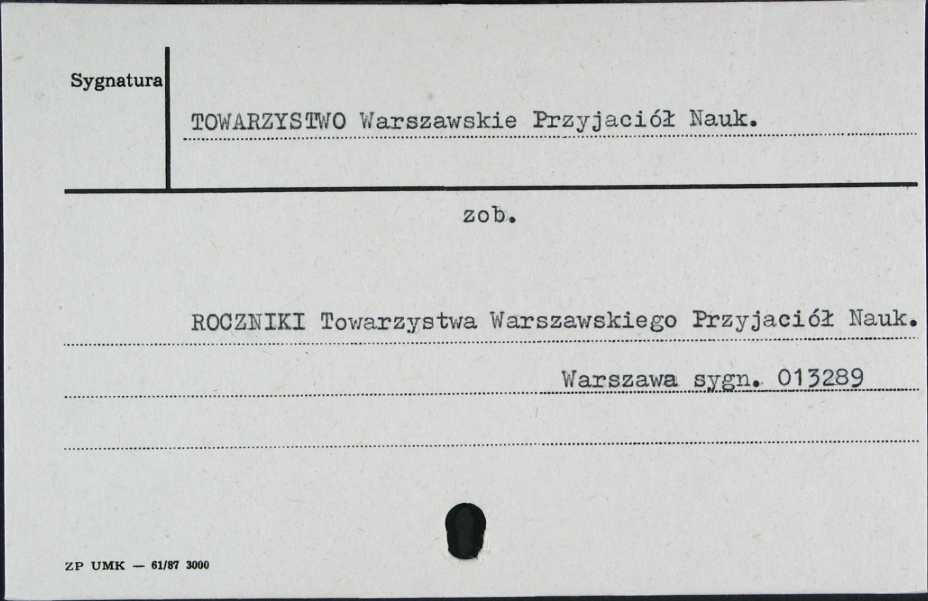 Sygnatura
TOWARZYSTWO Warszawskie Przyjaciół Nauk.
zob.
ROCZNIKI Towarzystwa Warszawskiego Przyjaciół Nauk.
Warszawa sygn. 013289
ZP UMK — 61/87 3000